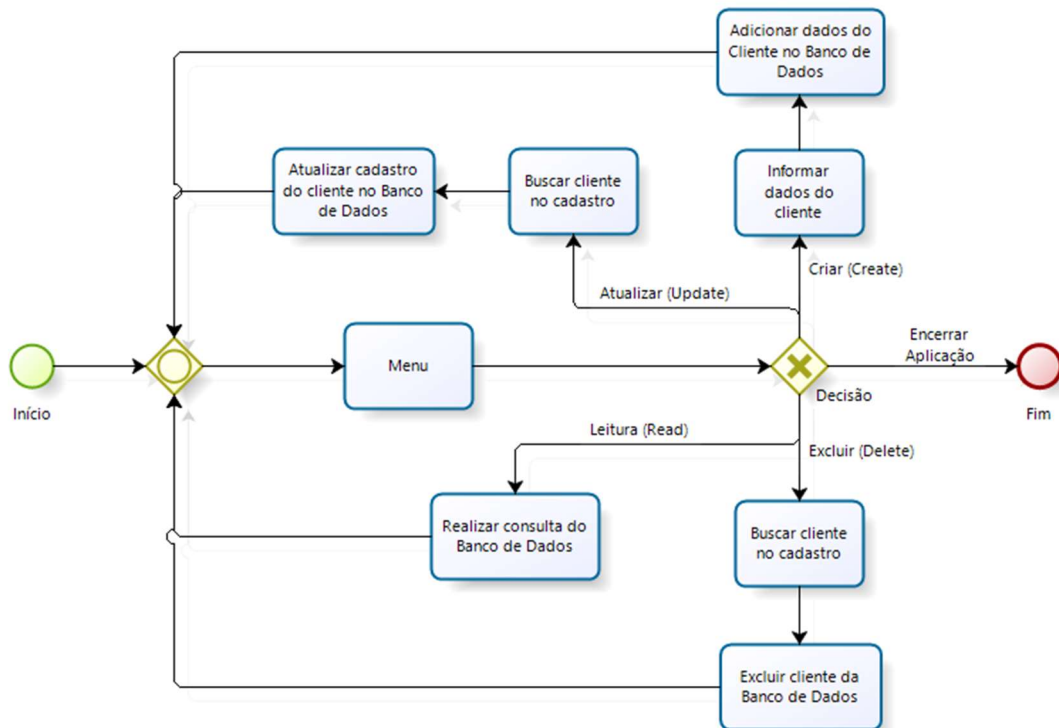 Adicionar dados do
Cliente no Banco de
Dados
Atualizar cadastro
do cliente no Banco
de Dados
Buscar cliente
no cadastro
Informar
dados do
cliente
Criar (Create)
Atualizar (Update)
Encerrar
Aplicação
Menu
Início
Decisão
Fim
Leitura (Read)
Excluir (Delete)
Realizar consulta do
Banco de Dados
Buscar cliente
no cadastro
Excluir cliente da
Banco de Dados